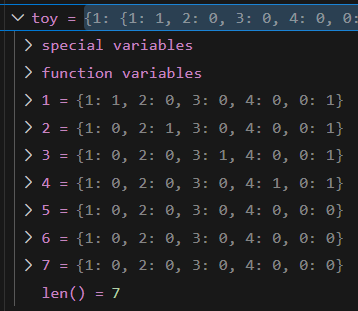 toy = {1: {1: 1, 2: 0, 3: 0, 4: 0, 0:
special variables
function variables
1 = {1: 1, 2: 0, 3: 0, 4: 0, 0: 1}
2 = {1: 0, 2: 1, 3: 0, 4: 0, 0: 1}
3 = {1: 0, 2: 0, 3: 1, 4: 0, 0: 1}
4 = {1: 0, 2: 0, 3: 0, 4: 1, 0: 1}
5 = {1: 0, 2: 0, 3: 0, 4: 0, 0: 0}
6 = {1: 0, 2: 0, 3: 0, 4: 0, 0: 0}
7 = {1: 0, 2: 0, 3: 0, 4: 0, 0: 0}
len() = 7